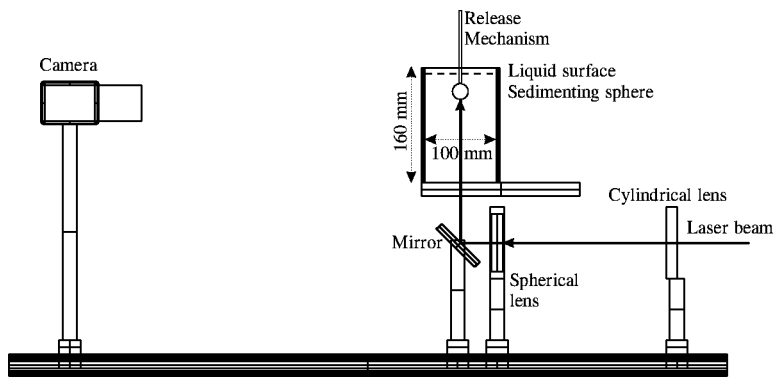 Release
Mechanism
Camera
Liquid surface
Sedimenting sphere
160 mm
100 mm
Cylindrical lens
Laser beam
Mirror
Spherical
lens